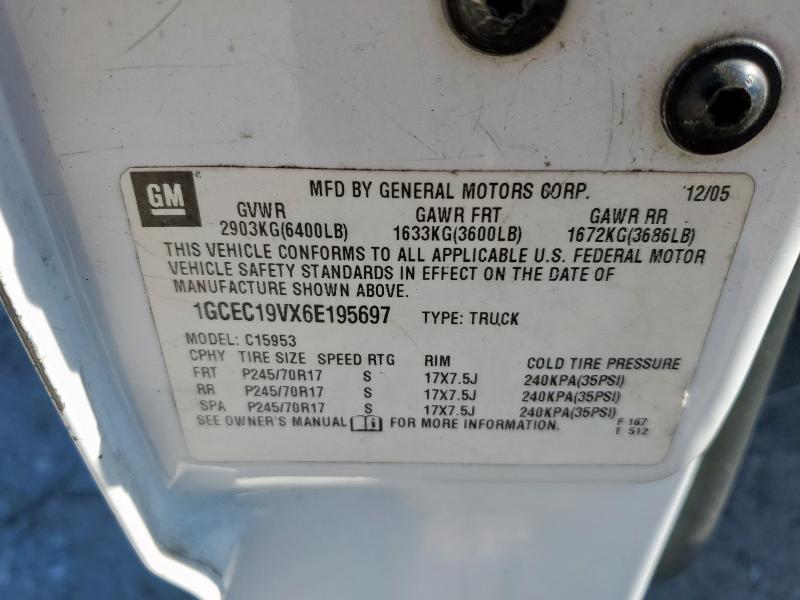 GM MFD BY GENERAL MOTORS CORP. 12/05
GVWR GAWR FRT GAWR RR
2903KG(6400LB) 1633KG(3600LB) 1672KG(3686LB)
THIS VEHICLE CONFORMS TO ALL APPLICABLE U.S. FEDERAL MOTOR
VEHICLE SAFETY STANDARDS IN EFFECT ON THE DATE OF
MANUFACTURE SHOWN ABOVE.
1GCEC19VX6E195697 TYPE: TRUCK
MODEL: C15953
CPHY TIRE SIZE SPEED RTG RIM COLD TIRE PRESSURE
FRT P245/70R17 S 17X7.5J 240KPA(35PSI)
RR P245/70R17 S 17X7.5J 240KPA(35PSI)
SPA P245/70R17 S 17X7.5J 240KPA(35PSI)
SEE OWNER'S MANUAL FOR MORE INFORMATION.
F 167
T 512